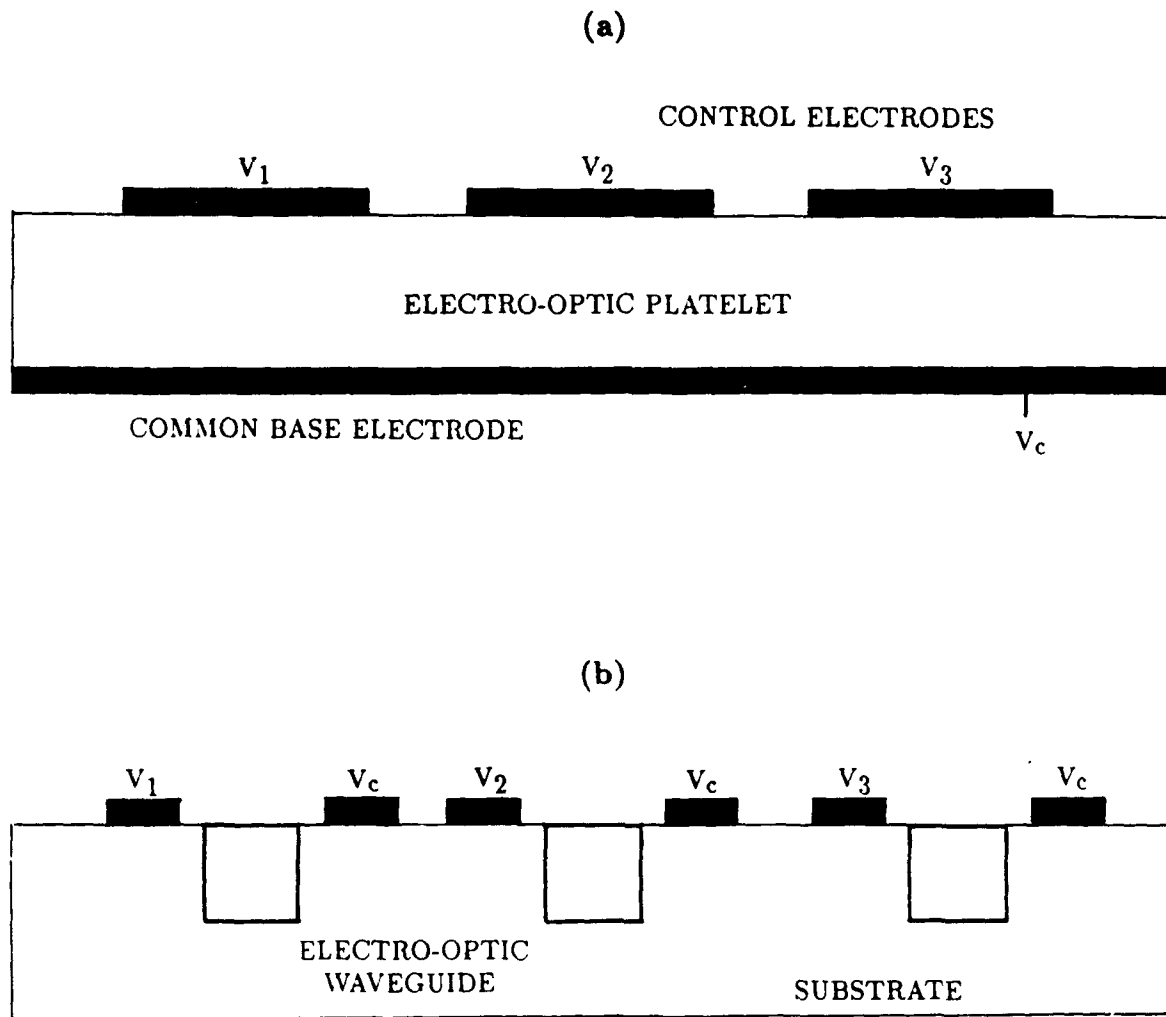 (a)
CONTROL ELECTRODES
V1 V2 V3
ELECTRO-OPTIC PLATELET
COMMON BASE ELECTRODE
Vc
(b)
V1 Vc V2 Vc V3 Vc
ELECTRO-OPTIC
WAVEGUIDE
SUBSTRATE